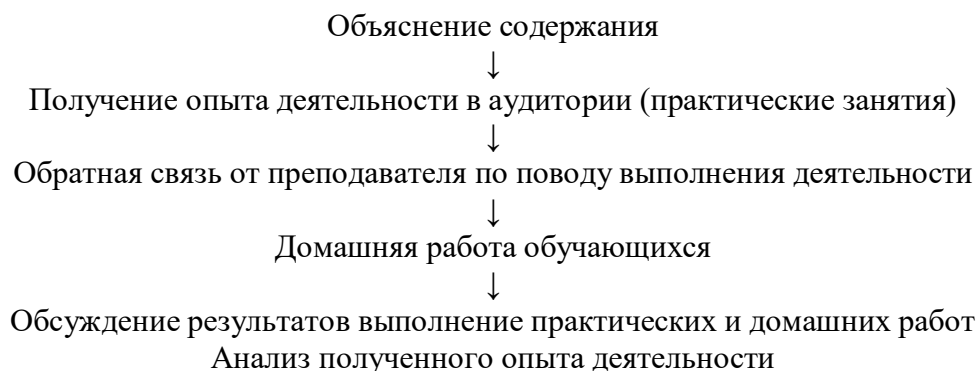 Объяснение содержания
↓
Получение опыта деятельности в аудитории (практические занятия)
↓
Обратная связь от преподавателя по поводу выполнения деятельности
↓
Домашняя работа обучающихся
↓
Обсуждение результатов выполнение практических и домашних работ
Анализ полученного опыта деятельности